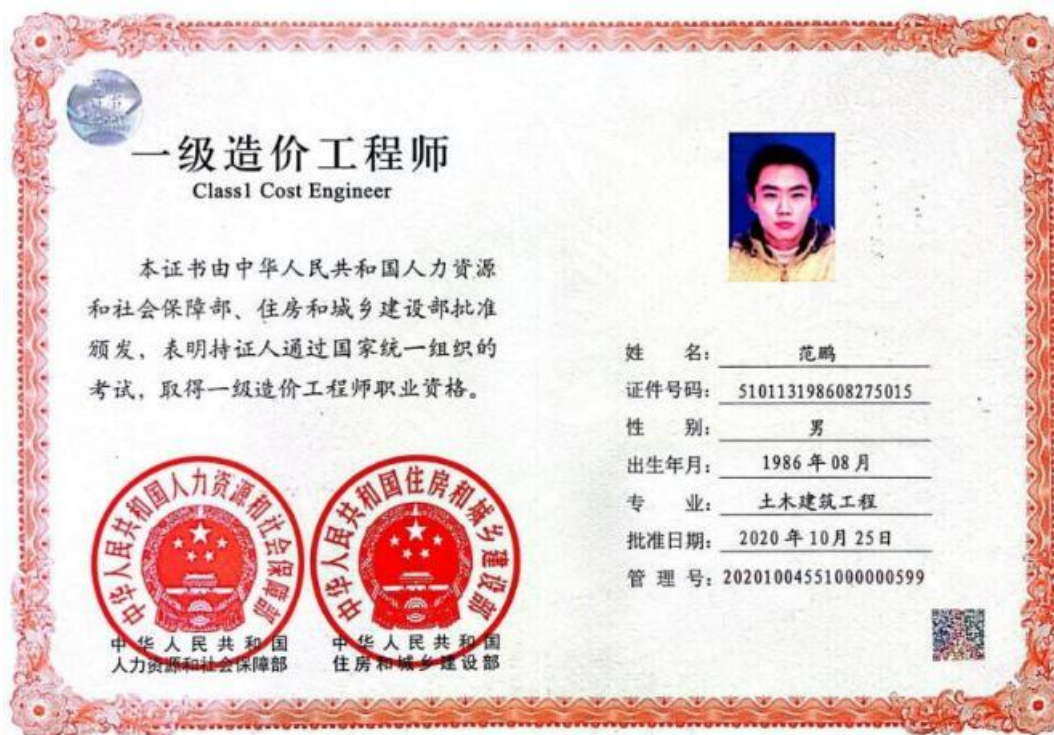 一级造价工程师
Class1 Cost Engineer
本证书由中华人民共和国人力资源
和社会保障部、住房和城乡建设部批准
颁发，表明持证人通过国家统一组织的
考试，取得一级造价工程师职业资格。
中华人民共和国人力资源和社会保障部
中华人民共和国
人力资源和社会保障部
中华人民共和国住房和城乡建设部
中华人民共和国
住房和城乡建设部
姓 名： 范鹏
证件号码： 510113198608275015
性 别： 男
出生年月： 1986年08月
专 业： 土木建筑工程
批准日期： 2020年10月25日
管 理 号：20201004551000000599